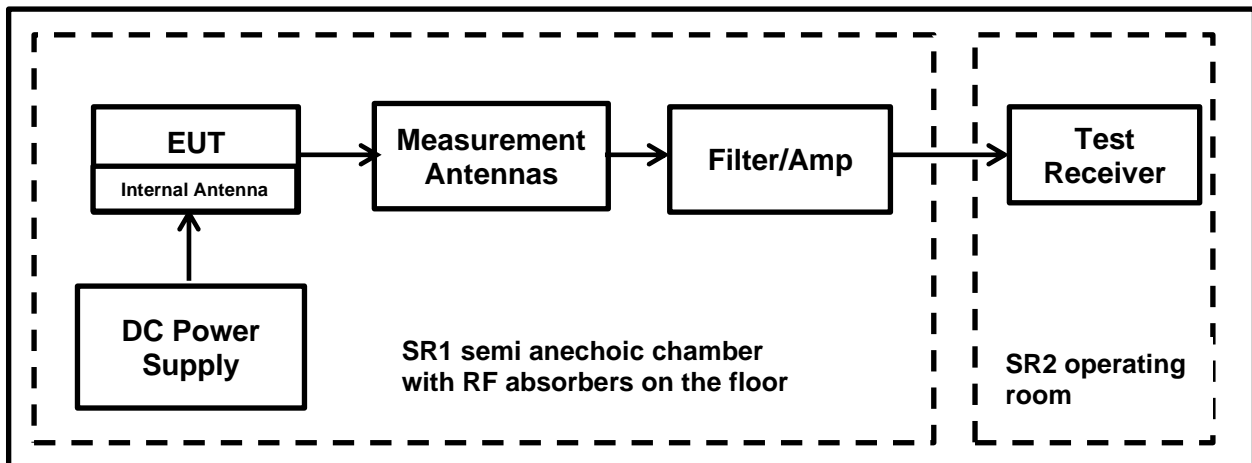 EUT
Internal Antenna
Measurement
Antennas
Filter/Amp
Test
Receiver
DC Power
Supply
SR1 semi anechoic chamber
with RF absorbers on the floor
SR2 operating
room